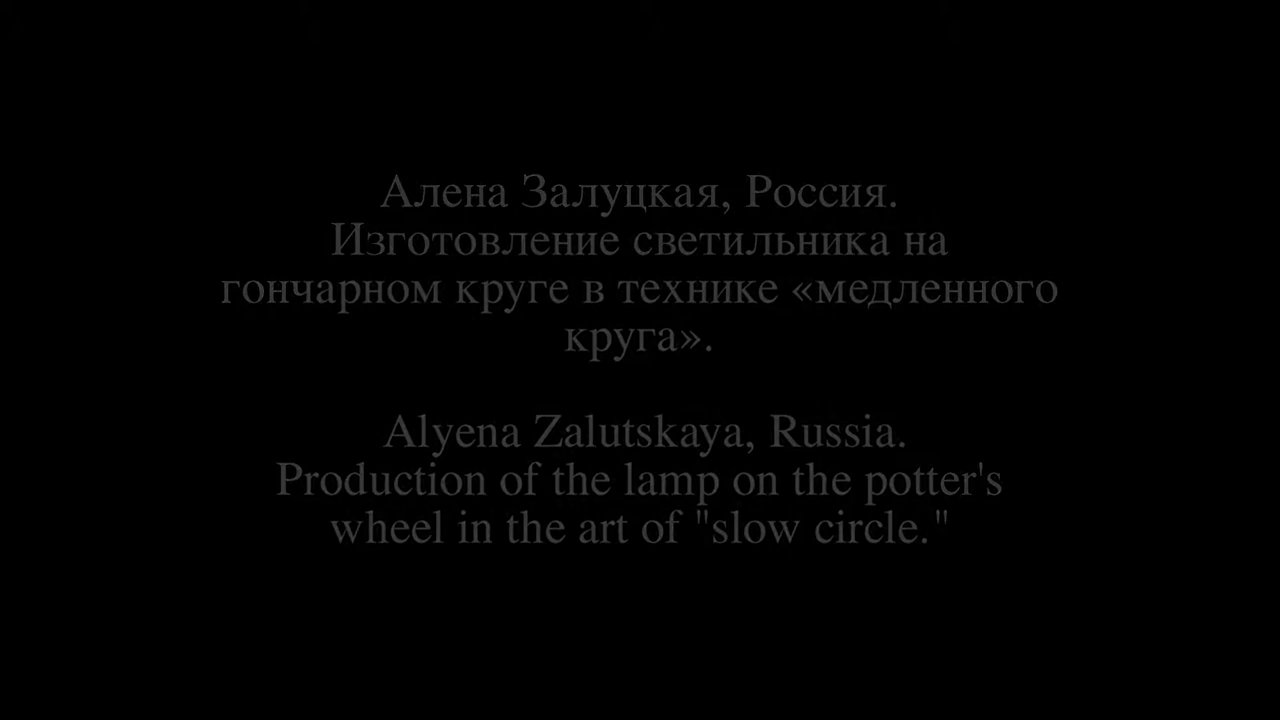 Алена Залуцкая, Россия.
Изготовление светильника на
гончарном круге в технике «медленного
круга».
Alyena Zalutskaya, Russia.
Production of the lamp on the potter's
wheel in the art of "slow circle."